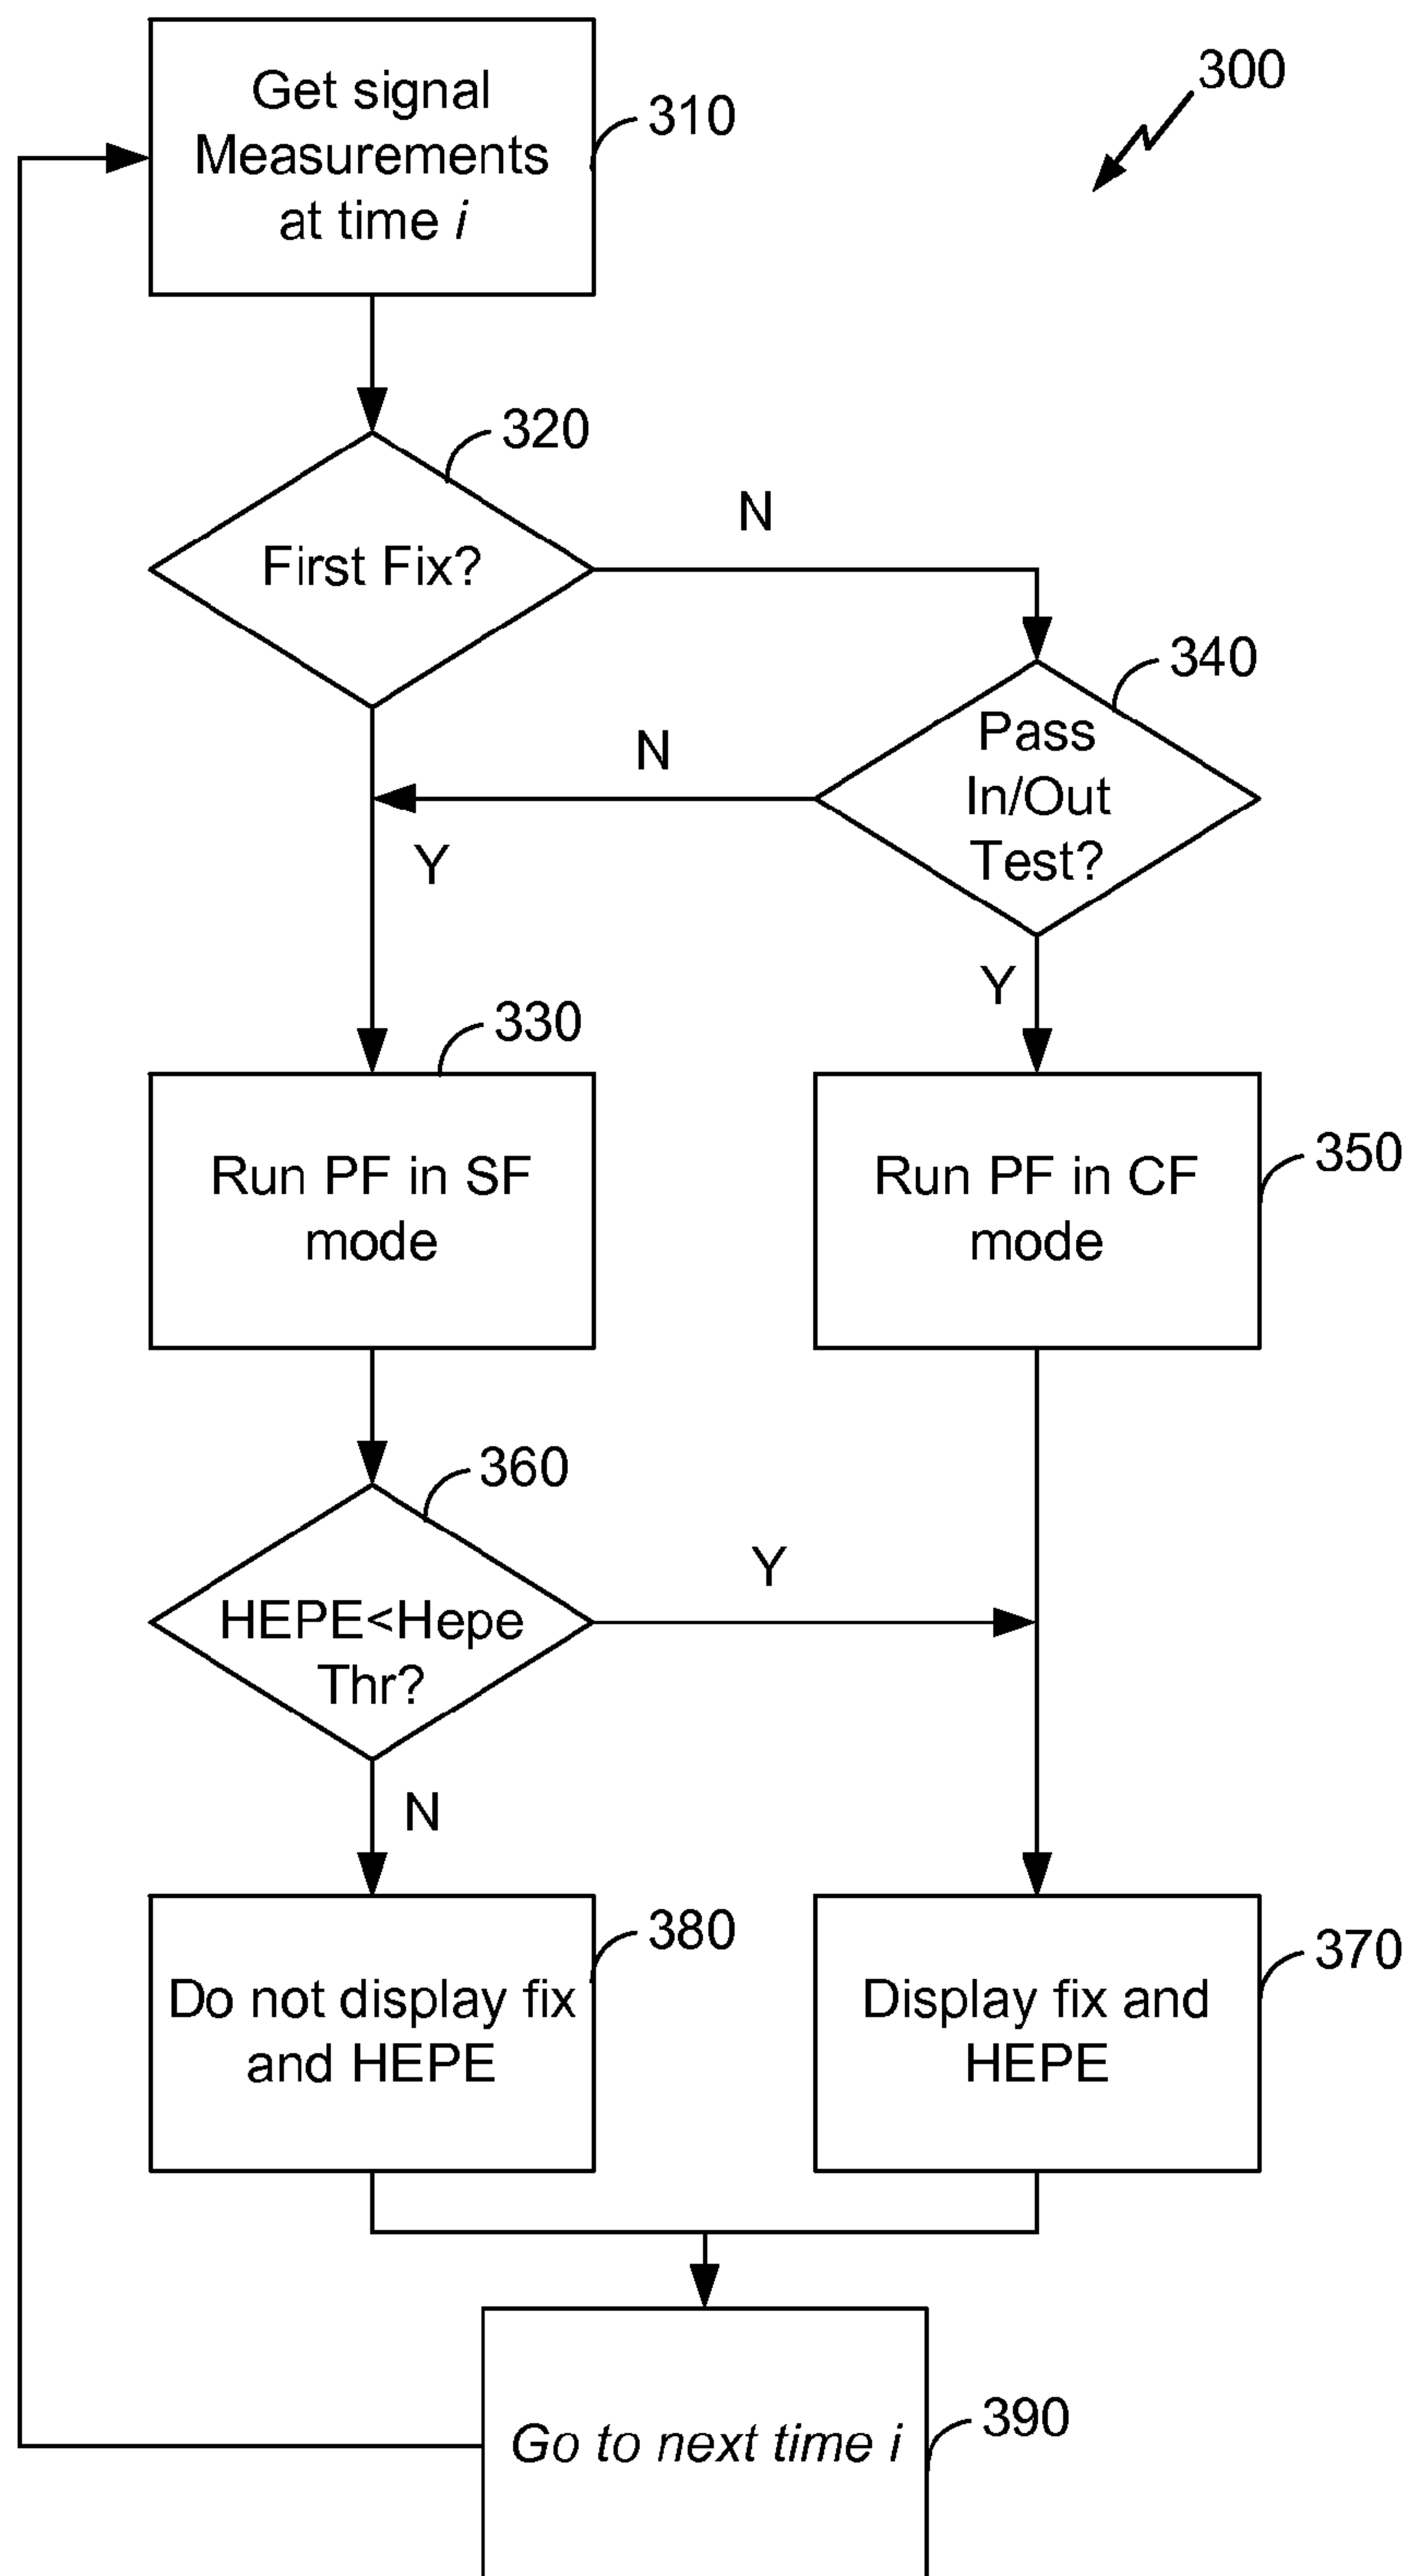 300
Get signal
Measurements
at time i
310
320
First Fix?
N
340
Pass
In/Out
Test?
N
Y
Y
330
Run PF in SF
mode
Run PF in CF
mode
350
360
HEPE<Hepe
Thr?
Y
N
380
Do not display fix
and HEPE
Display fix and
HEPE
370
Go to next time i
390